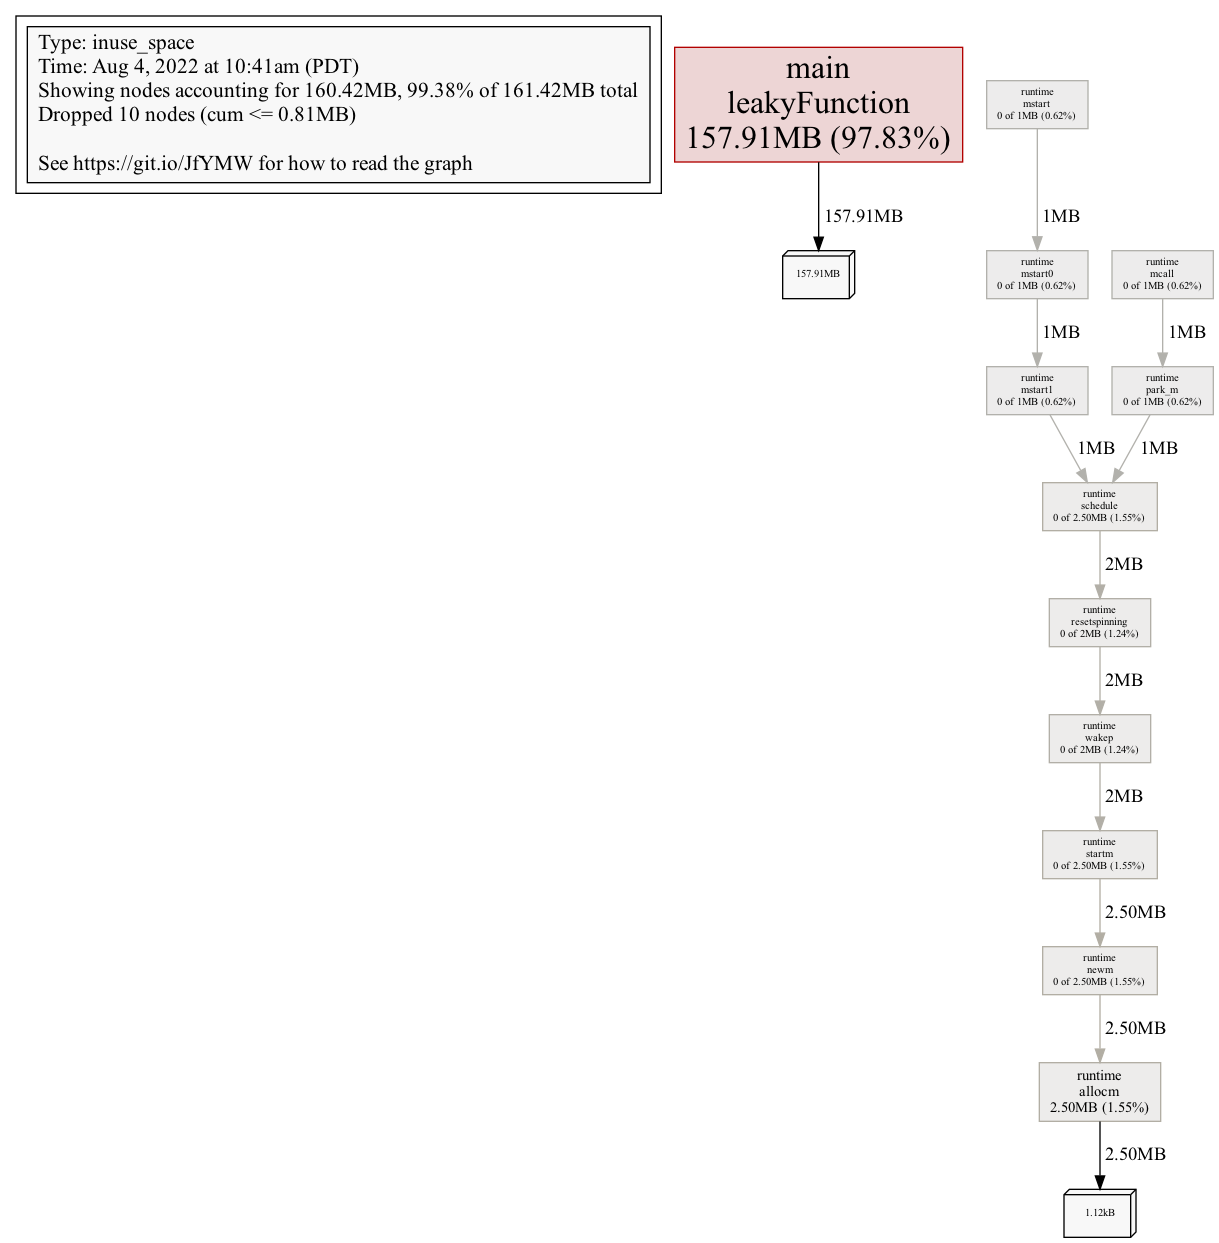 Type: inuse_space
Time: Aug 4, 2022 at 10:41am (PDT)
Showing nodes accounting for 160.42MB, 99.38% of 161.42MB total
Dropped 10 nodes (cum <= 0.81MB)
See https://git.io/JfYMW for how to read the graph
main
leakyFunction
157.91MB (97.83%)
157.91MB
157.91MB
runtime
mstart
0 of 1MB (0.62%)
1MB
runtime
mstart0
0 of 1MB (0.62%)
runtime
mcall
0 of 1MB (0.62%)
1MB
1MB
runtime
mstart1
0 of 1MB (0.62%)
runtime
park_m
0 of 1MB (0.62%)
1MB
1MB
runtime
schedule
0 of 2.50MB (1.55%)
2MB
runtime
resetspinning
0 of 2MB (1.24%)
2MB
runtime
wakep
0 of 2MB (1.24%)
2MB
runtime
startm
0 of 2.50MB (1.55%)
2.50MB
runtime
newm
0 of 2.50MB (1.55%)
2.50MB
runtime
allocm
2.50MB (1.55%)
2.50MB
1.12kB